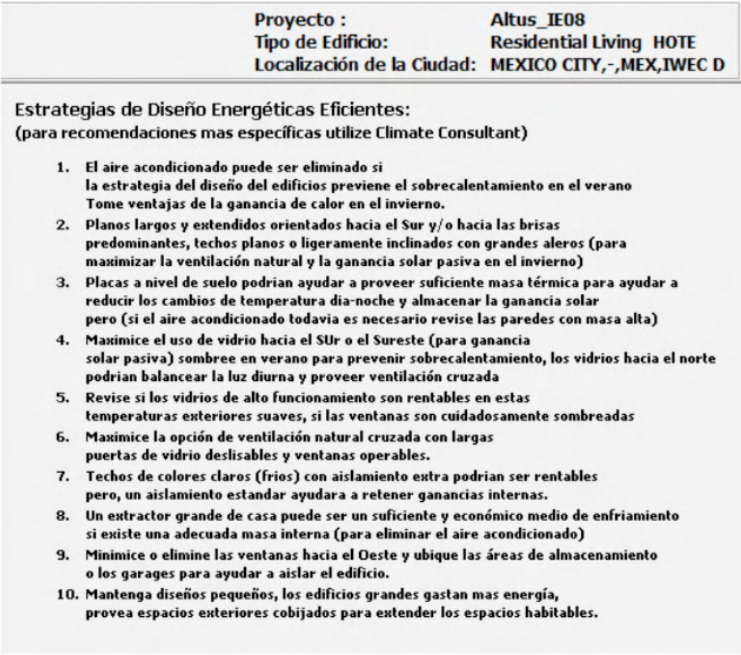 Proyecto : Altus_IE08
Tipo de Edificio: Residential Living HOTE
Localización de la Ciudad: MEXICO CITY,-,MEX,IWEC D
Estrategias de Diseño Energéticas Eficientes:
(para recomendaciones mas específicas utilize Climate Consultant)
1. El aire acondicionado puede ser eliminado si
la estrategia del diseño del edificios previene el sobrecalentamiento en el verano
Tome ventajas de la ganancia de calor en el invierno.
2. Planos largos y extendidos orientados hacia el Sur y/o hacia las brisas
predominantes, techos planos o ligeramente inclinados con grandes aleros (para
maximizar la ventilación natural y la ganancia solar pasiva en el invierno)
3. Placas a nivel de suelo podrian ayudar a proveer suficiente masa térmica para ayudar a
reducir los cambios de temperatura dia-noche y almacenar la ganancia solar
pero (si el aire acondicionado todavia es necesario revise las paredes con masa alta)
4. Maximice el uso de vidrio hacia el SUr o el Sureste (para ganancia
solar pasiva) sombree en verano para prevenir sobrecalentamiento, los vidrios hacia el norte
podrian balancear la luz diurna y proveer ventilación cruzada
5. Revise si los vidrios de alto funcionamiento son rentables en estas
temperaturas exteriores suaves, si las ventanas son cuidadosamente sombreadas
6. Maximice la opción de ventilación natural cruzada con largas
puertas de vidrio deslisables y ventanas operables.
7. Techos de colores claros (frios) con aislamiento extra podrian ser rentables
pero, un aislamiento estandar ayudara a retener ganancias internas.
8. Un extractor grande de casa puede ser un suficiente y económico medio de enfriamiento
si existe una adecuada masa interna (para eliminar el aire acondicionado)
9. Minimice o elimine las ventanas hacia el Oeste y ubique las áreas de almacenamiento
o los garages para ayudar a aislar el edificio.
10. Mantenga diseños pequeños, los edificios grandes gastan mas energía,
provea espacios exteriores cobijados para extender los espacios habitables.